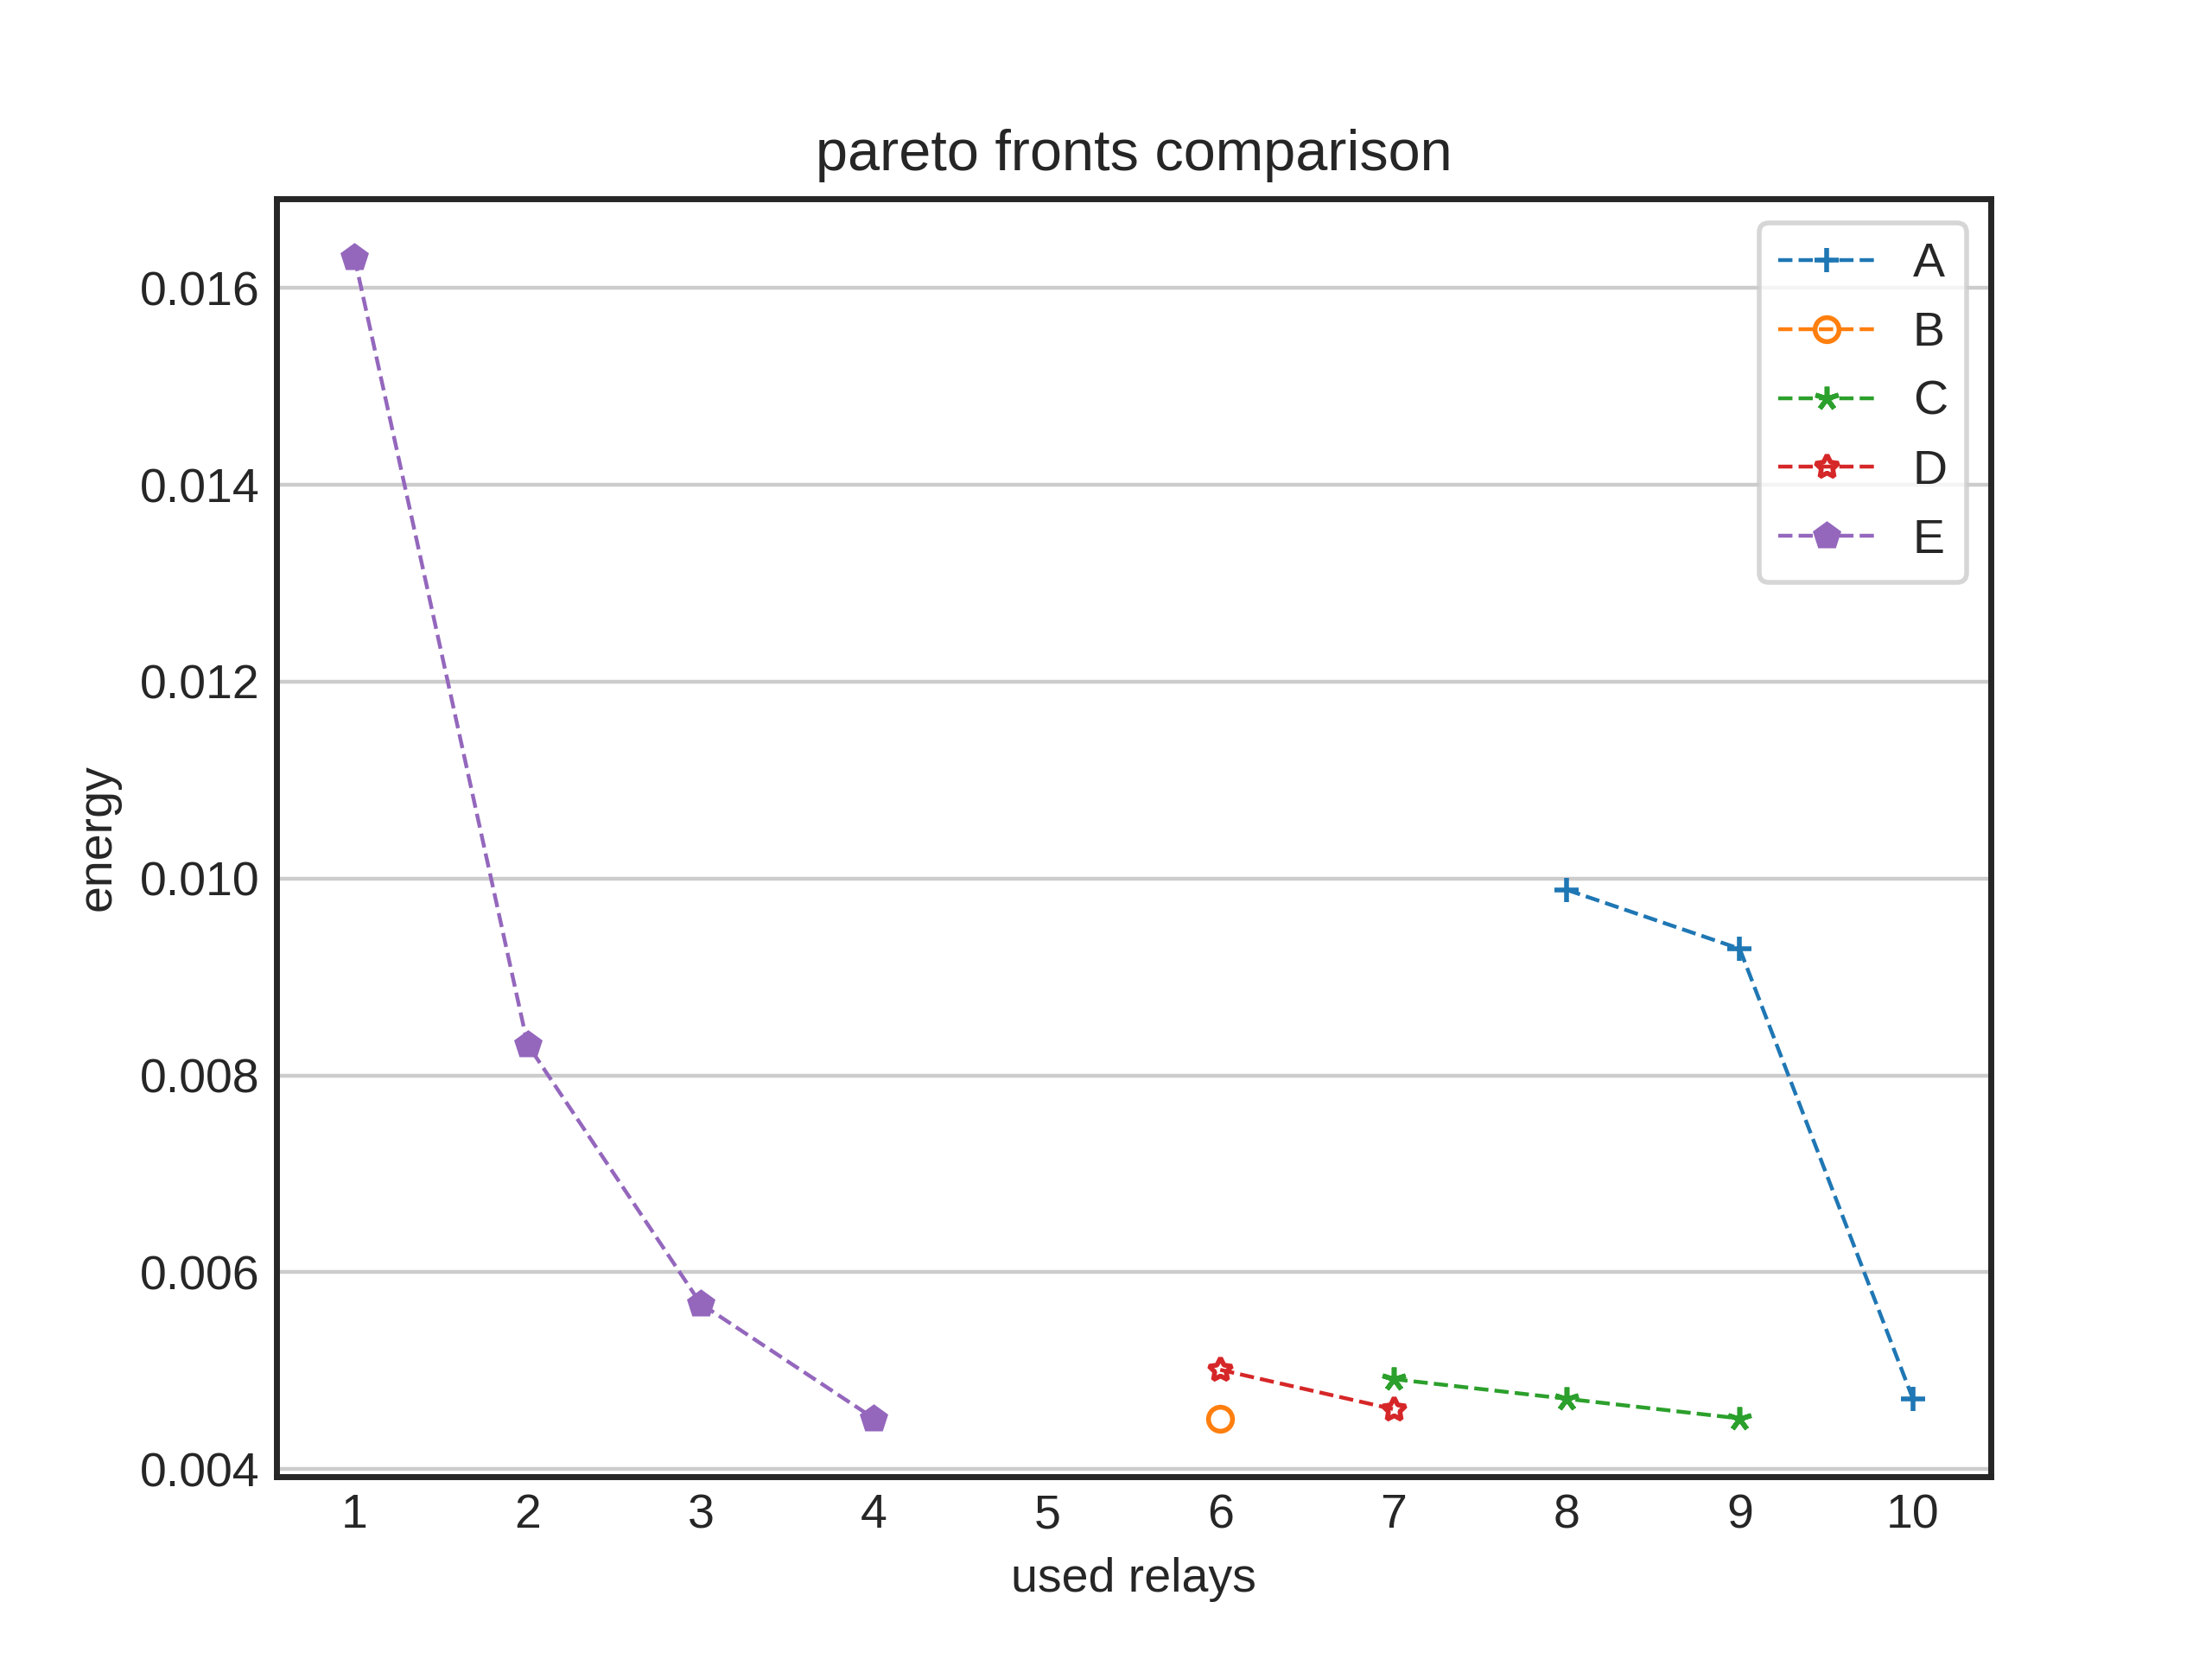 pareto fronts comparison
A
B
C
D
E
0.016
0.014
0.012
0.010
0.008
0.006
0.004
energy
1 2 3 4 5 6 7 8 9 10
used relays